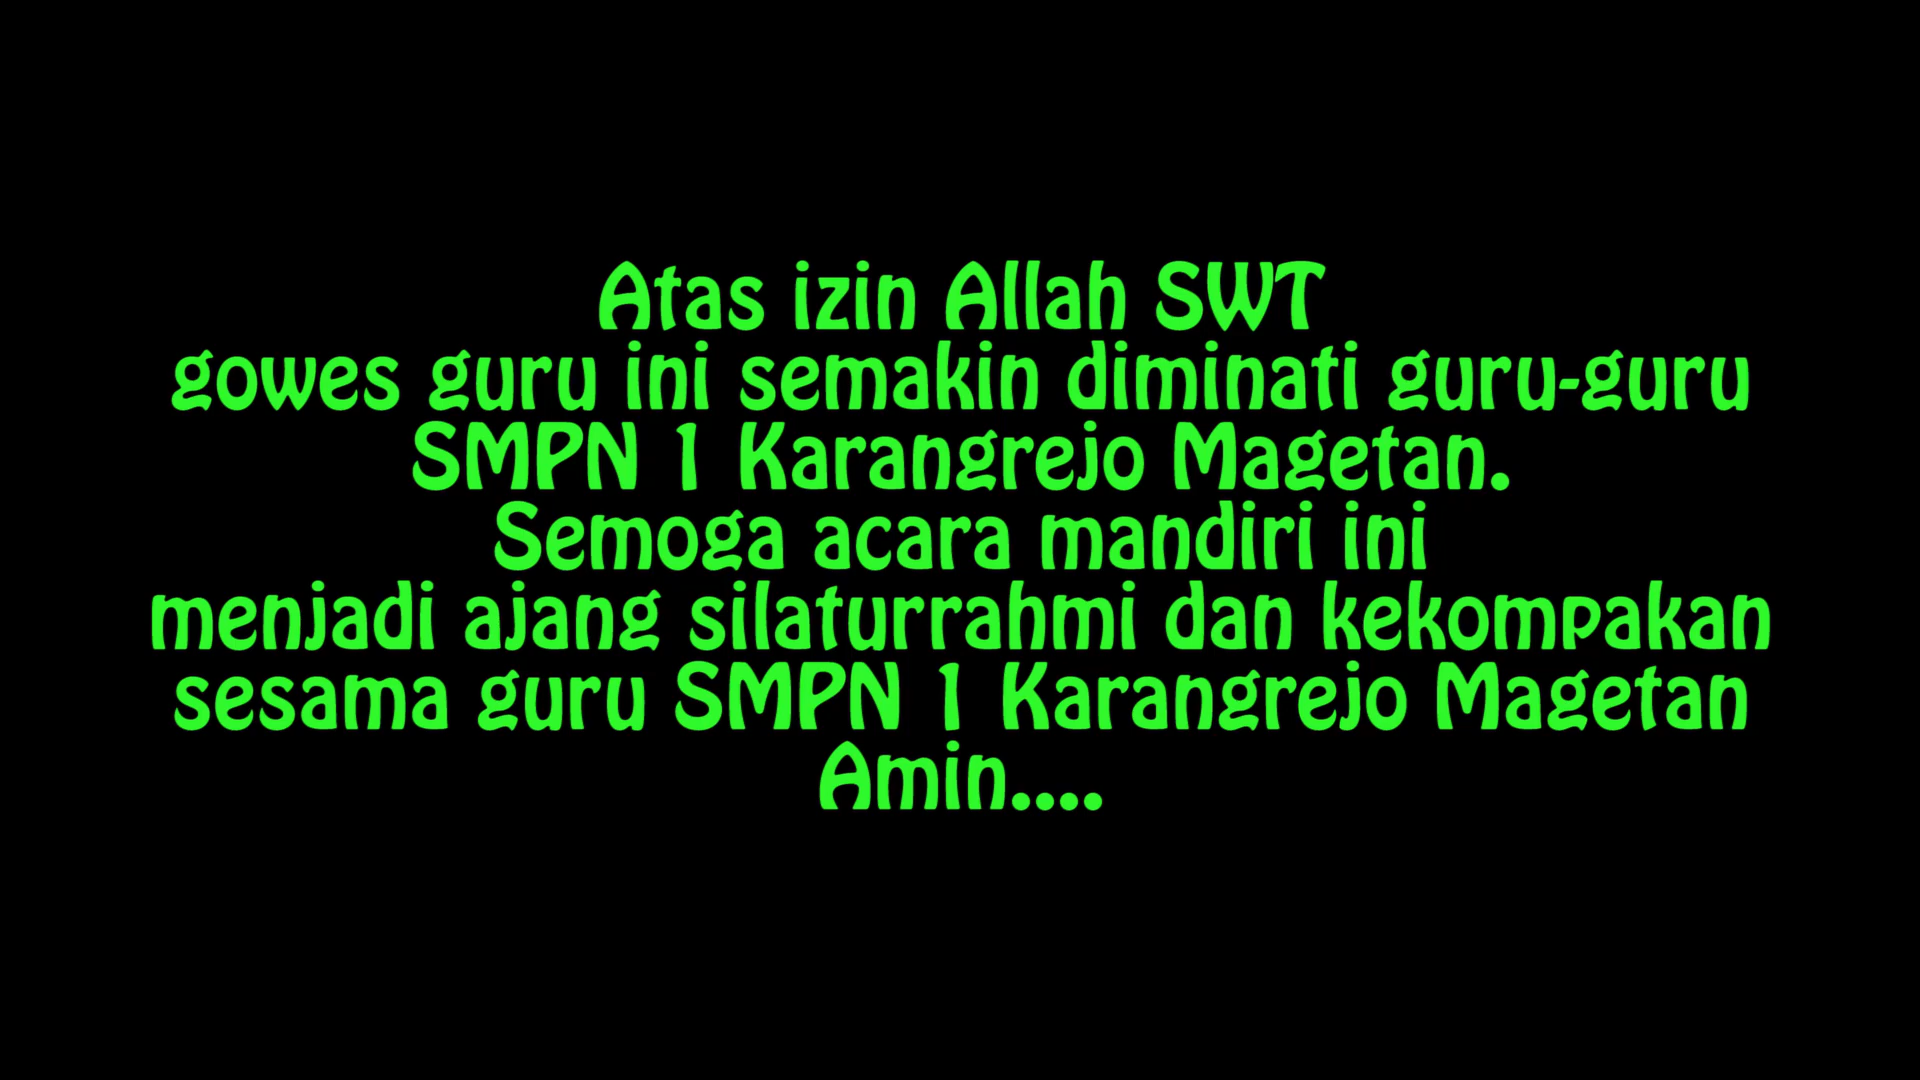 Atas izin Allah SWT
gowes guru ini semakin diminati guru-guru
SMPN 1 Karangrejo Magetan.
Semoga acara mandiri ini
menjadi ajang silaturrahmi dan kekompakan
sesama guru SMPN 1 Karangrejo Magetan
Amin....